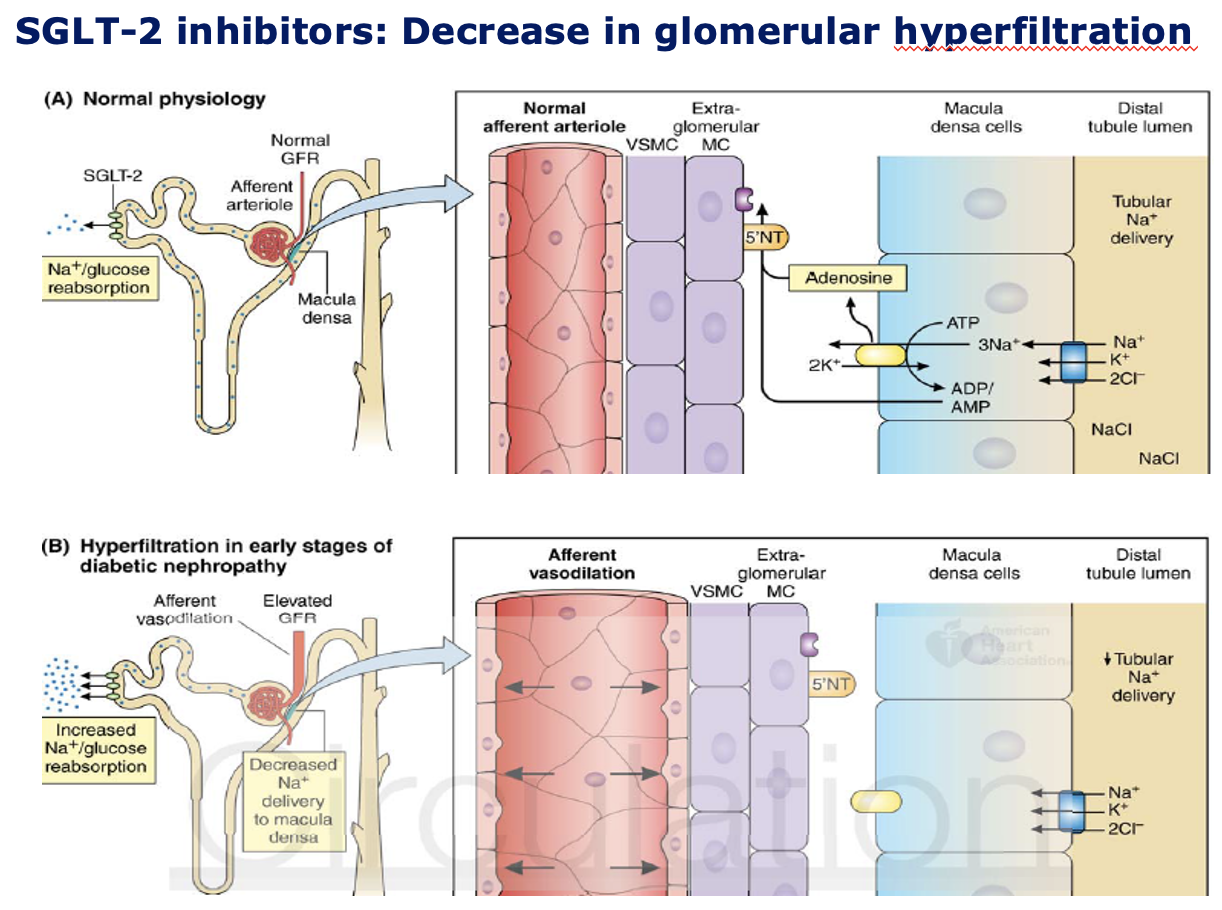 SGLT-2 inhibitors: Decrease in glomerular hyperfiltration
(A) Normal physiology
SGLT-2
Afferent
arteriole
Normal
GFR
Na+/glucose
reabsorption
Macula
densa
Normal
afferent arteriole
VSMC
Extra-
glomerular
MC
Macula
densa cells
Distal
tubule lumen
Tubular
Na+
delivery
5'NT
Adenosine
ATP
3Na+
2K+
ADP/
AMP
Na+
K+
2Cl−
NaCl
NaCl
(B) Hyperfiltration in early stages of
diabetic nephropathy
Afferent
vasodilation
Elevated
GFR
Increased
Na+/glucose
reabsorption
Decreased
Na+
delivery
to macula
densa
Afferent
vasodilation
VSMC
Extra-
glomerular
MC
Macula
densa cells
Distal
tubule lumen
American
Heart
Association
↓Tubular
Na+
delivery
5'NT
Na+
K+
2Cl−
Circulation